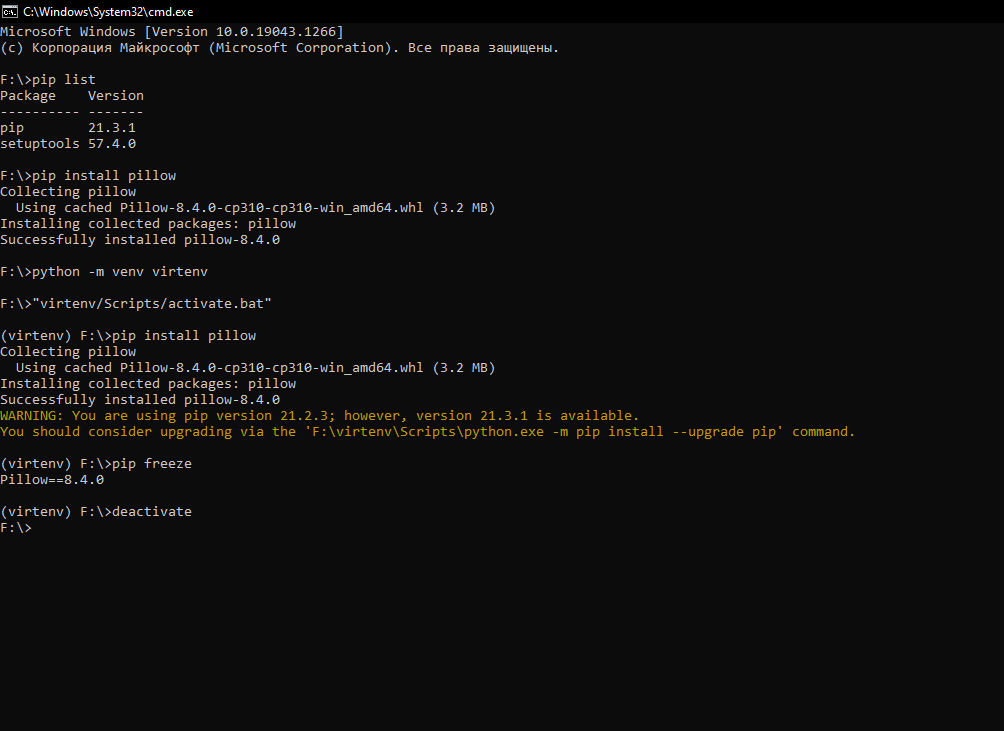 C:\Windows\System32\cmd.exe
Microsoft Windows [Version 10.0.19043.1266]
(c) Корпорация Майкрософт (Microsoft Corporation). Все права защищены.
F:\>pip list
Package    Version
---------- -------
pip        21.3.1
setuptools 57.4.0
F:\>pip install pillow
Collecting pillow
  Using cached Pillow-8.4.0-cp310-cp310-win_amd64.whl (3.2 MB)
Installing collected packages: pillow
Successfully installed pillow-8.4.0
F:\>python -m venv virtenv
F:\>"virtenv/Scripts/activate.bat"
(virtenv) F:\>pip install pillow
Collecting pillow
  Using cached Pillow-8.4.0-cp310-cp310-win_amd64.whl (3.2 MB)
Installing collected packages: pillow
Successfully installed pillow-8.4.0
WARNING: You are using pip version 21.2.3; however, version 21.3.1 is available.
You should consider upgrading via the 'F:\virtenv\Scripts\python.exe -m pip install --upgrade pip' command.
(virtenv) F:\>pip freeze
Pillow==8.4.0
(virtenv) F:\>deactivate
F:\>